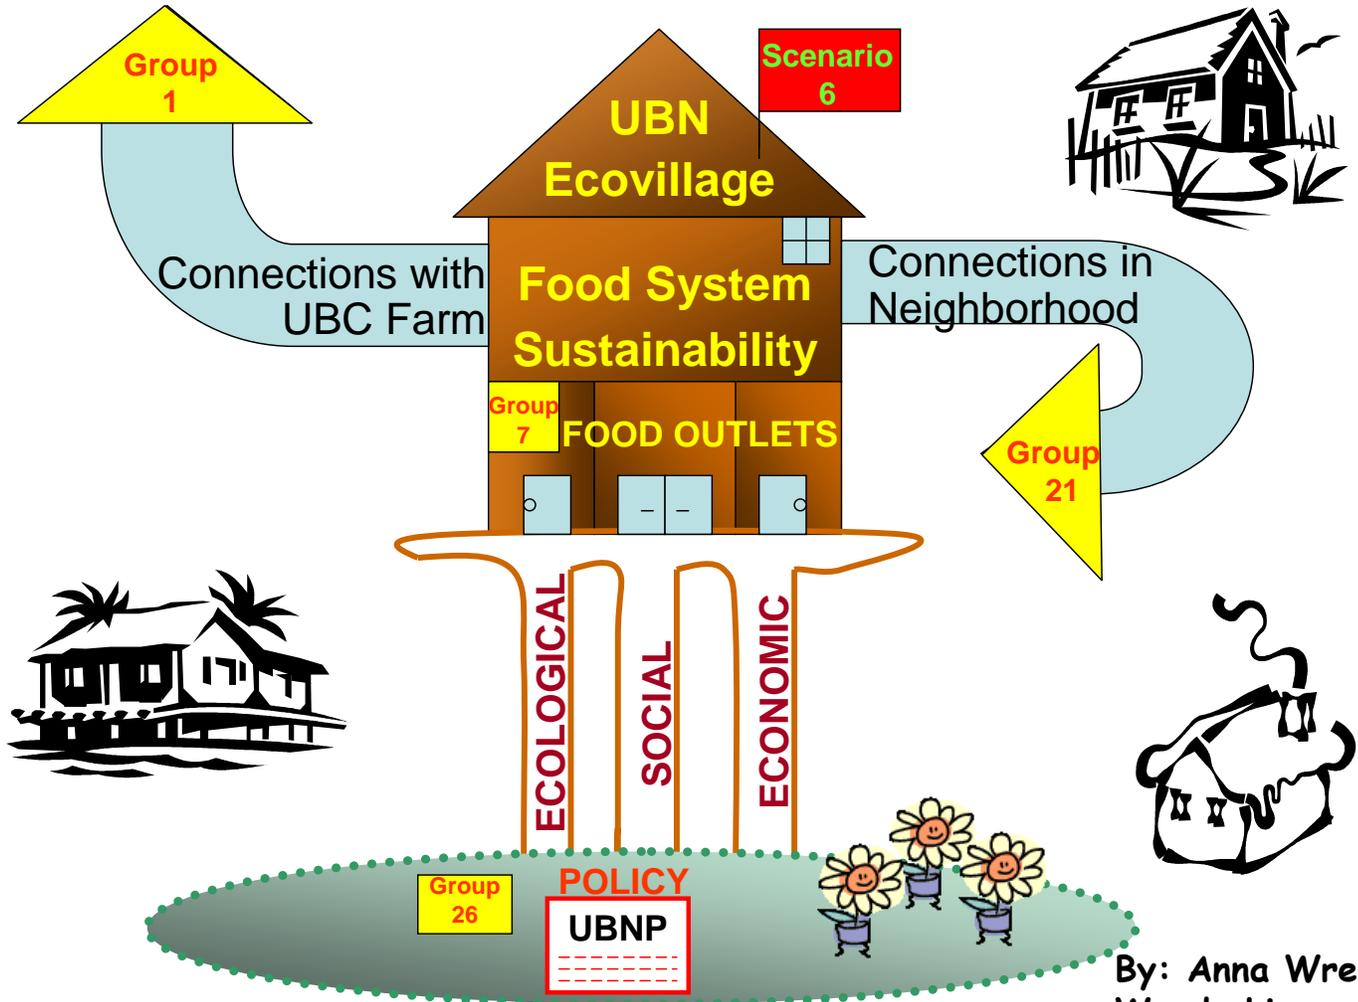 Group
1
Scenario
6
UBN
Ecovillage
Connections with
UBC Farm
Food System
Sustainability
Connections in
Neighborhood
Group
7
FOOD OUTLETS
Group
21
ECOLOGICAL
SOCIAL
ECONOMIC
Group
26
POLICY
UBNP
By: Anna Wre